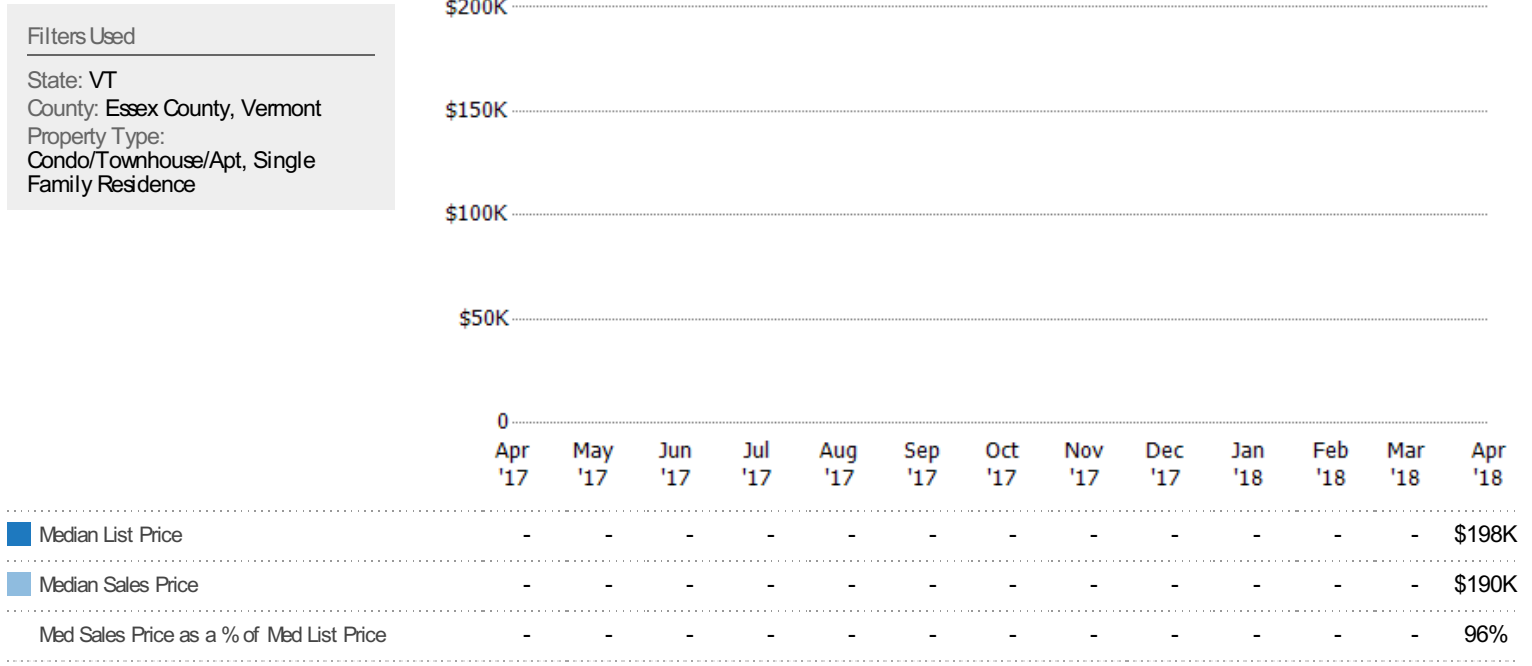 Filters Used
State: VT
County: Essex County, Vermont
Property Type:
Condo/Townhouse/Apt, Single
Family Residence
$200K
$150K
$100K
$50K
0
Apr May Jun Jul Aug Sep Oct Nov Dec Jan Feb Mar Apr
'17 '17 '17 '17 '17 '17 '17 '17 '17 '18 '18 '18 '18
Median List Price - - - - - - - - - - - - $198K
Median Sales Price - - - - - - - - - - - - $190K
Med Sales Price as a % of Med List Price - - - - - - - - - - - - 96%